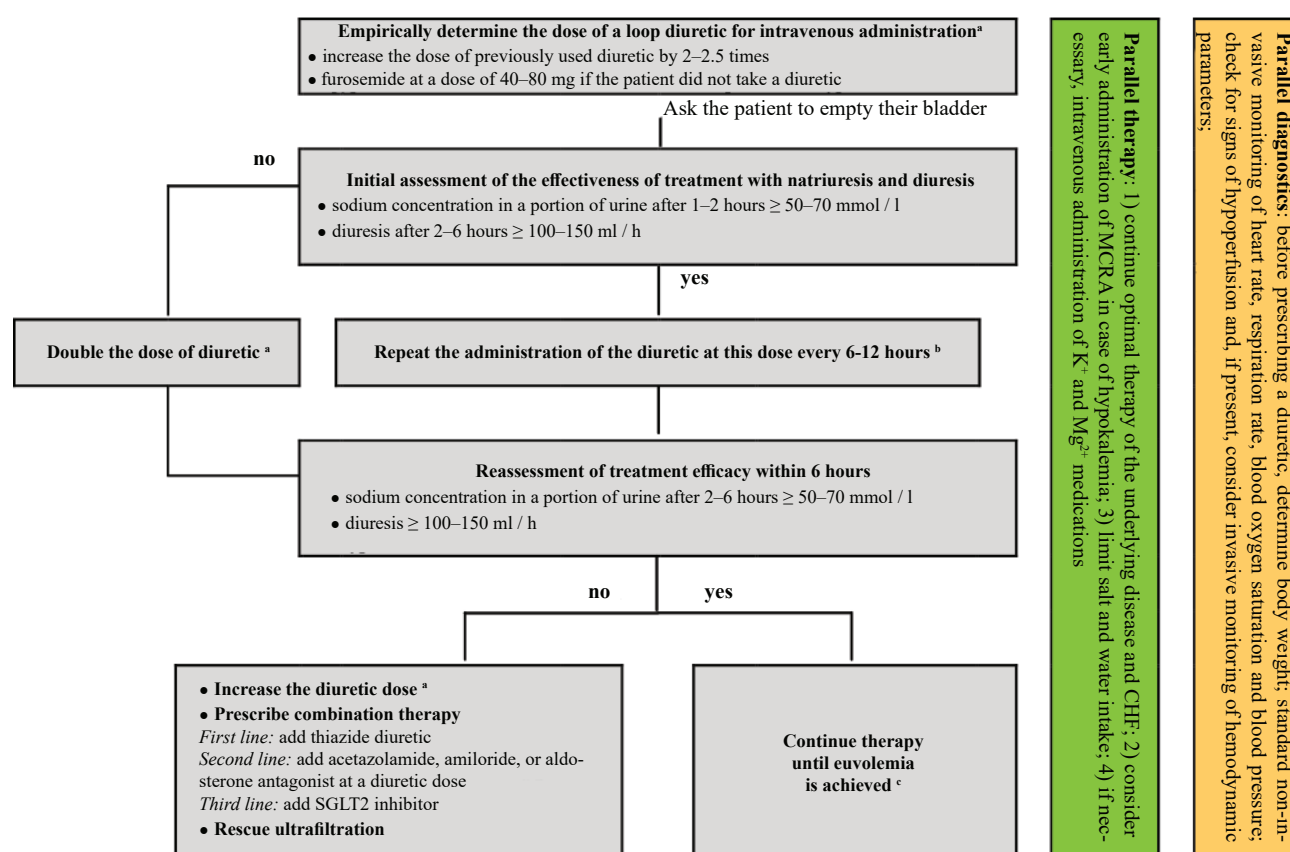 Empirically determine the dose of a loop diuretic for intravenous administrationᵃ
• increase the dose of previously used diuretic by 2–2.5 times
• furosemide at a dose of 40–80 mg if the patient did not take a diuretic
Ask the patient to empty their bladder
no
Initial assessment of the effectiveness of treatment with natriuresis and diuresis
• sodium concentration in a portion of urine after 1–2 hours ≥ 50–70 mmol / l
• diuresis after 2–6 hours ≥ 100–150 ml / h
yes
Double the dose of diuretic ᵃ
Repeat the administration of the diuretic at this dose every 6-12 hours ᵇ
Reassessment of treatment efficacy within 6 hours
• sodium concentration in a portion of urine after 2–6 hours ≥ 50–70 mmol / l
• diuresis ≥ 100–150 ml / h
no
yes
• Increase the diuretic dose ᵃ
• Prescribe combination therapy
First line: add thiazide diuretic
Second line: add acetazolamide, amiloride, or aldo-
sterone antagonist at a diuretic dose
Third line: add SGLT2 inhibitor
• Rescue ultrafiltration
Continue therapy
until euvolemia
is achieved ᶜ
Parallel therapy: 1) continue optimal therapy of the underlying disease and CHF; 2) consider
early administration of MCRA in case of hypokalemia; 3) limit salt and water intake; 4) if nec-
essary, intravenous administration of K⁺ and Mg²⁺ medications
Parallel diagnostics: before prescribing a diuretic, determine body weight; standard non-in-
vasive monitoring of heart rate, respiration rate, blood oxygen saturation and blood pressure;
check for signs of hypoperfusion and, if present, consider invasive monitoring of hemodynamic
parameters;